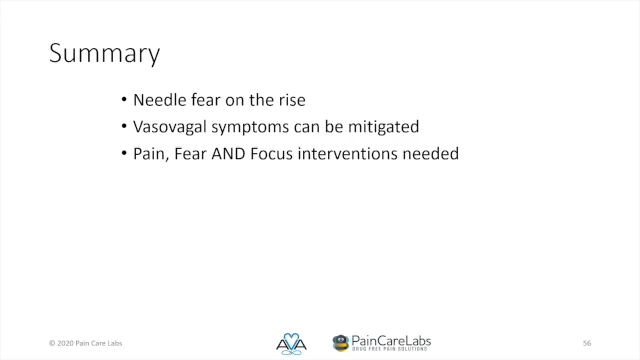 Summary
• Needle fear on the rise
• Vasovagal symptoms can be mitigated
• Pain, Fear AND Focus interventions needed
© 2020 Pain Care Labs
AVA
PainCareLabs
DRUG FREE PAIN SOLUTIONS
56